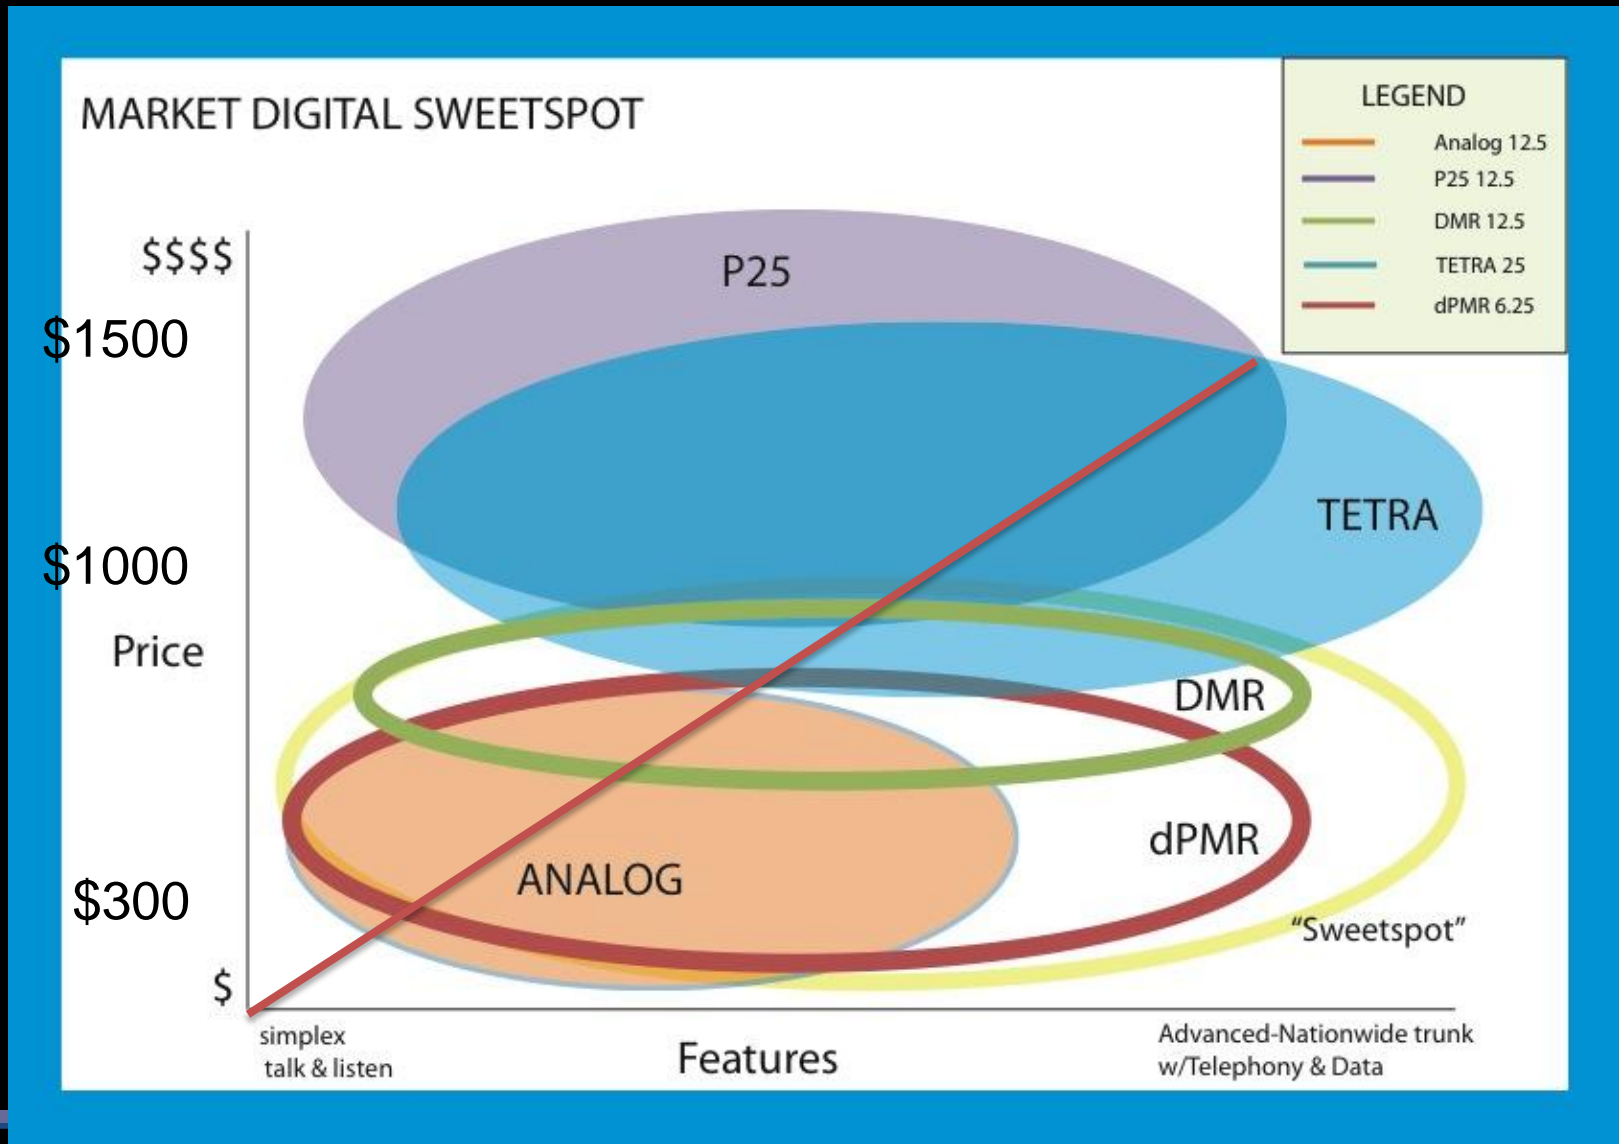 MARKET DIGITAL SWEETSPOT
LEGEND
Analog 12.5
P25 12.5
DMR 12.5
TETRA 25
dPMR 6.25
$$$$
P25
$1500
TETRA
$1000
Price
DMR
dPMR
ANALOG
$300
“Sweetspot”
$
simplex
talk & listen
Features
Advanced-Nationwide trunk
w/Telephony & Data